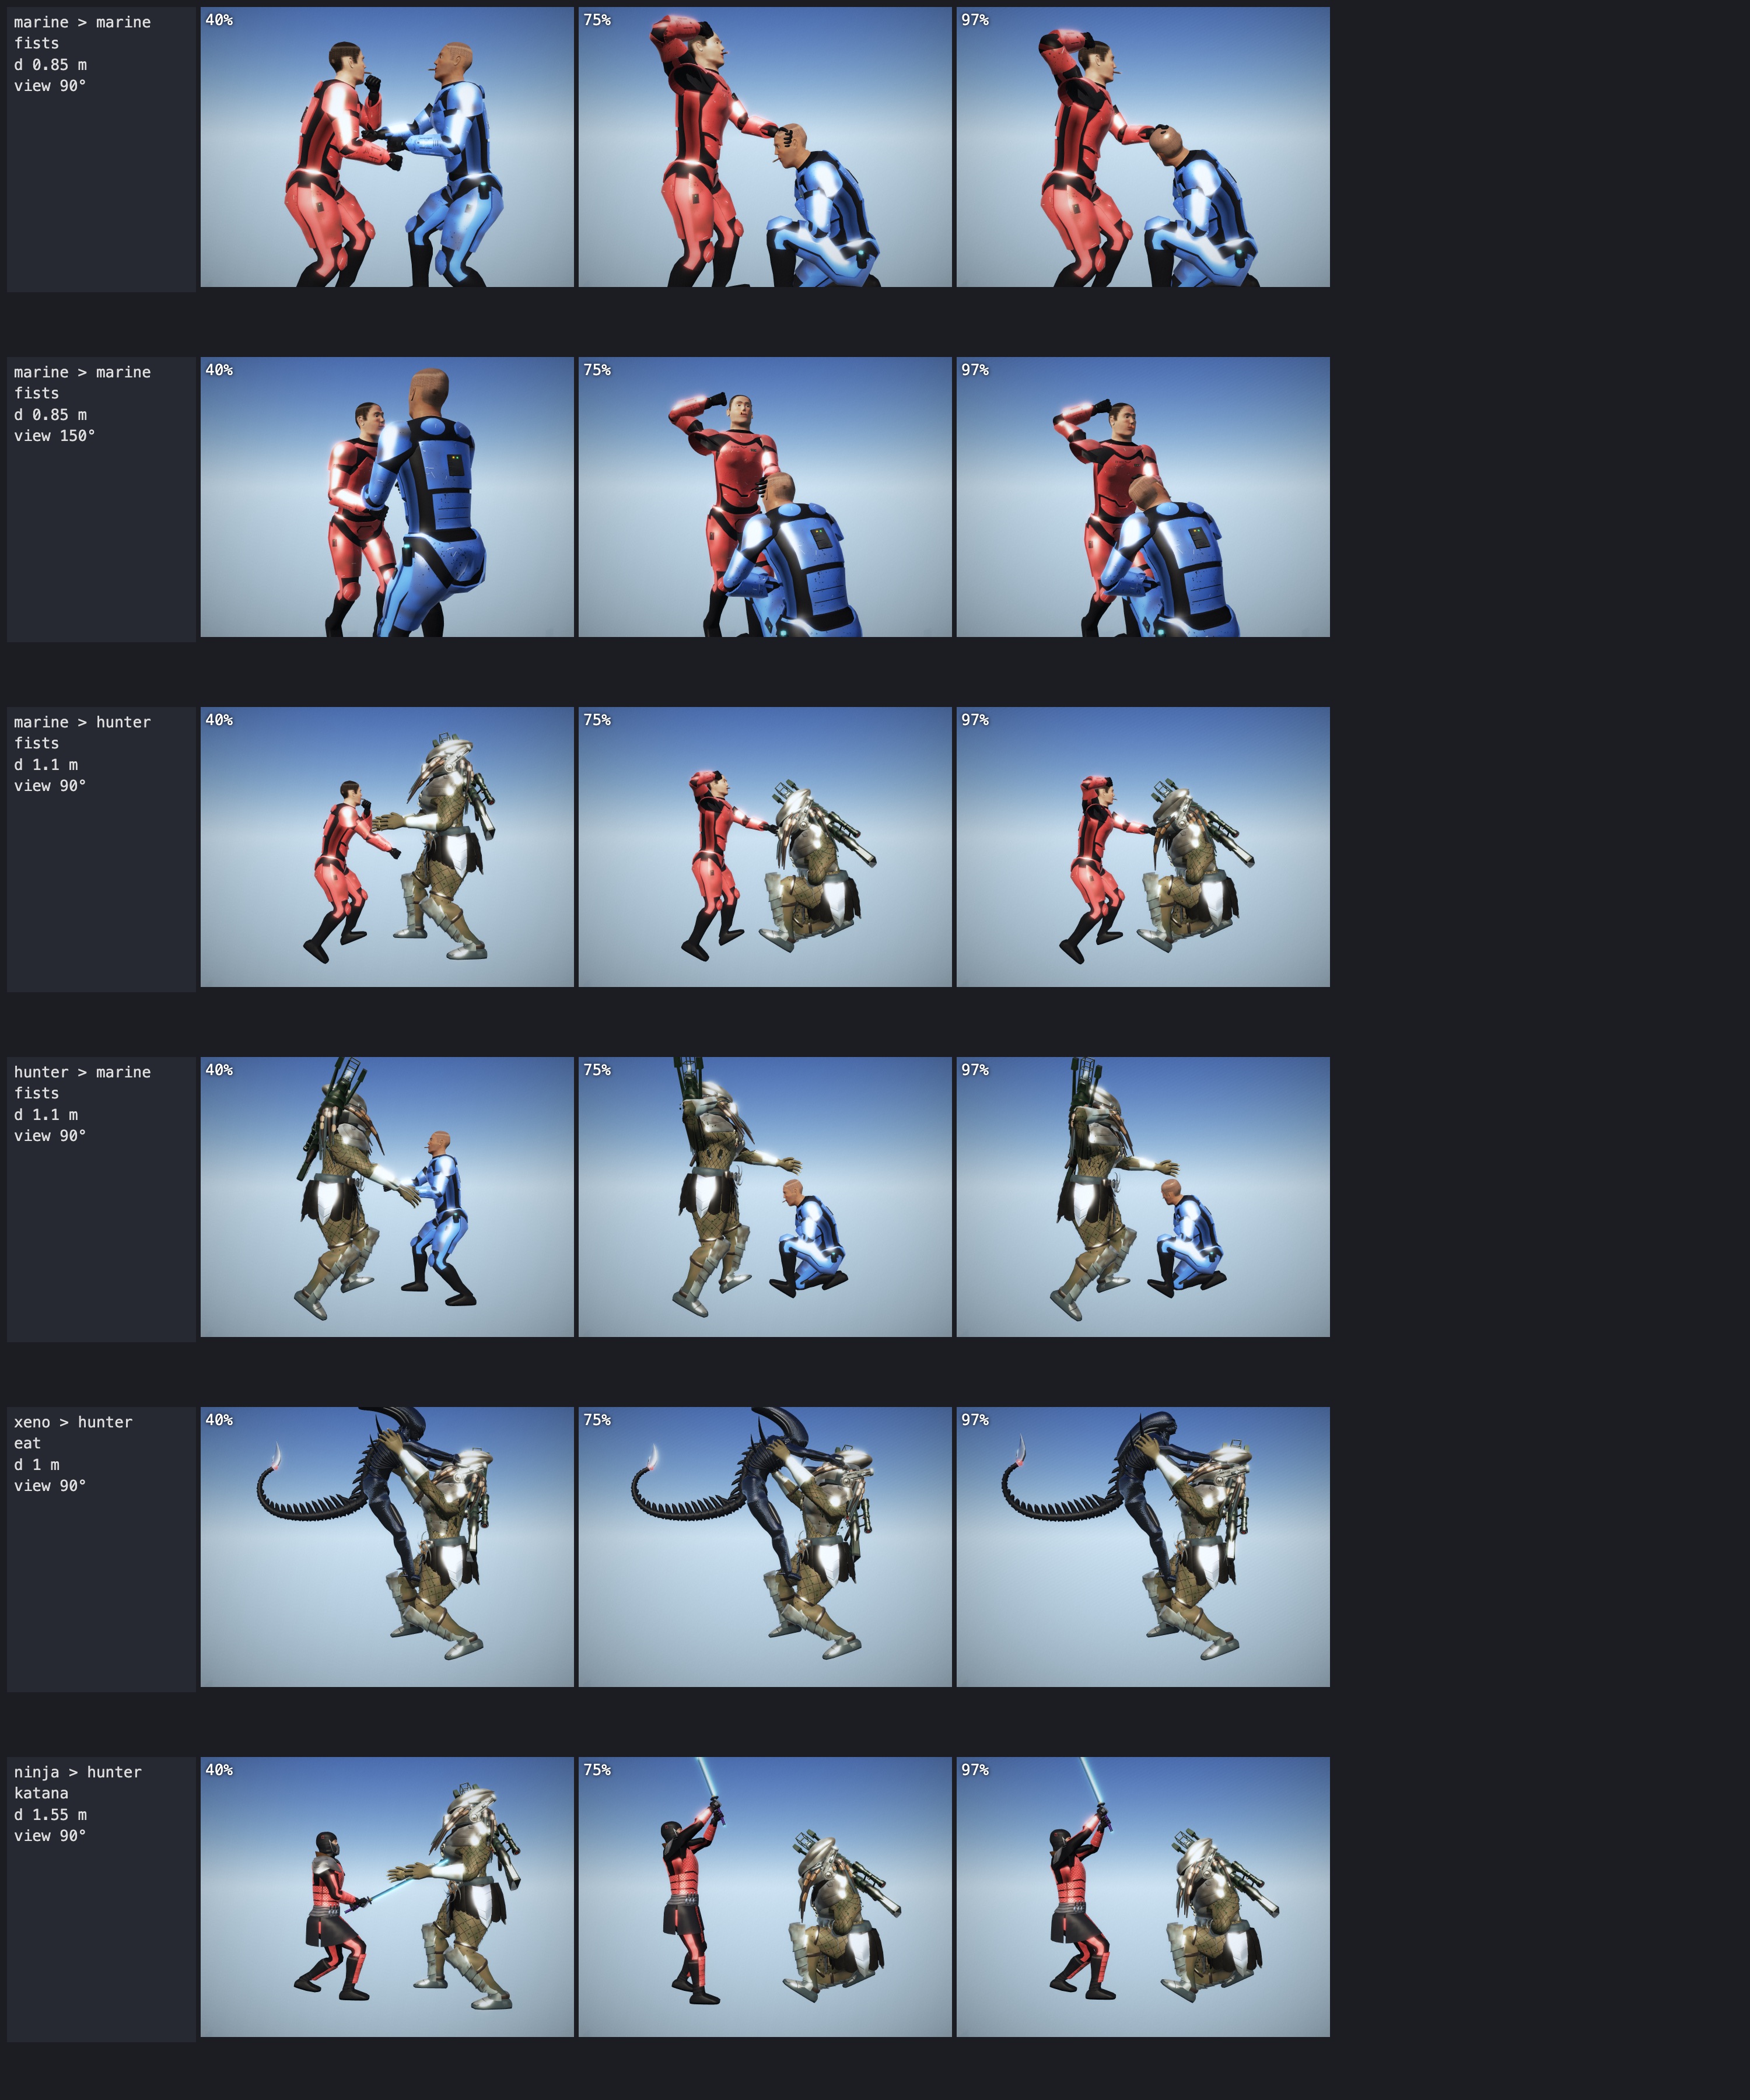 marine > marine
fists
d 0.85 m
view 90°
40%
75%
97%
marine > marine
fists
d 0.85 m
view 150°
40%
75%
97%
marine > hunter
fists
d 1.1 m
view 90°
40%
75%
97%
hunter > marine
fists
d 1.1 m
view 90°
40%
75%
97%
xeno > hunter
eat
d 1 m
view 90°
40%
75%
97%
ninja > hunter
katana
d 1.55 m
view 90°
40%
75%
97%